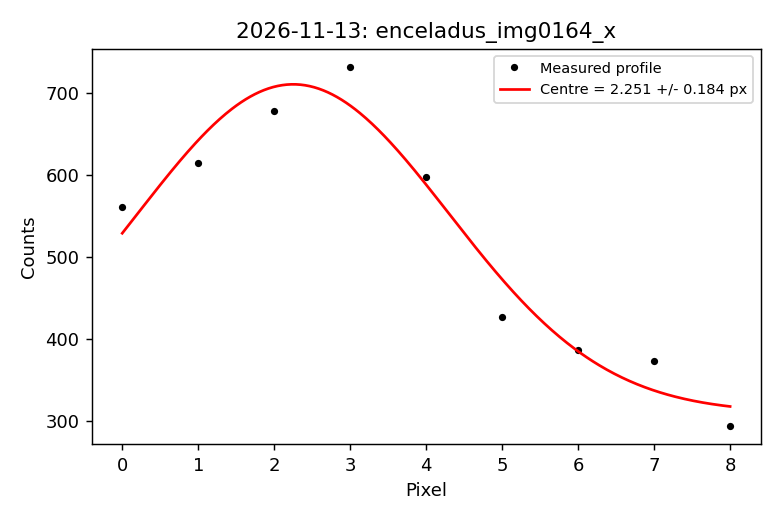 2026-11-13: enceladus_img0164_x
Measured profile
Centre = 2.251 +/- 0.184 px
700
600
500
400
300
Counts
0 1 2 3 4 5 6 7 8
Pixel